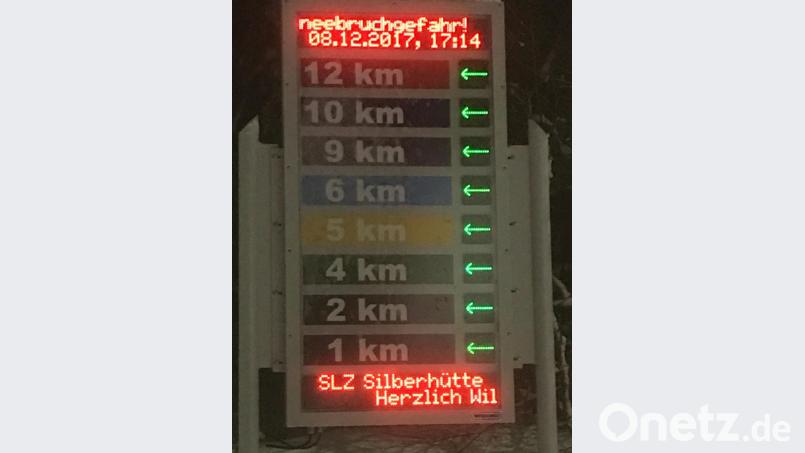 neebruchgefahr!
08.12.2017, 17:14
12 km ←
10 km ←
9 km ←
6 km ←
5 km ←
4 km ←
2 km ←
1 km ←
SLZ Silberhütte
Herzlich Wil
Onetz.de